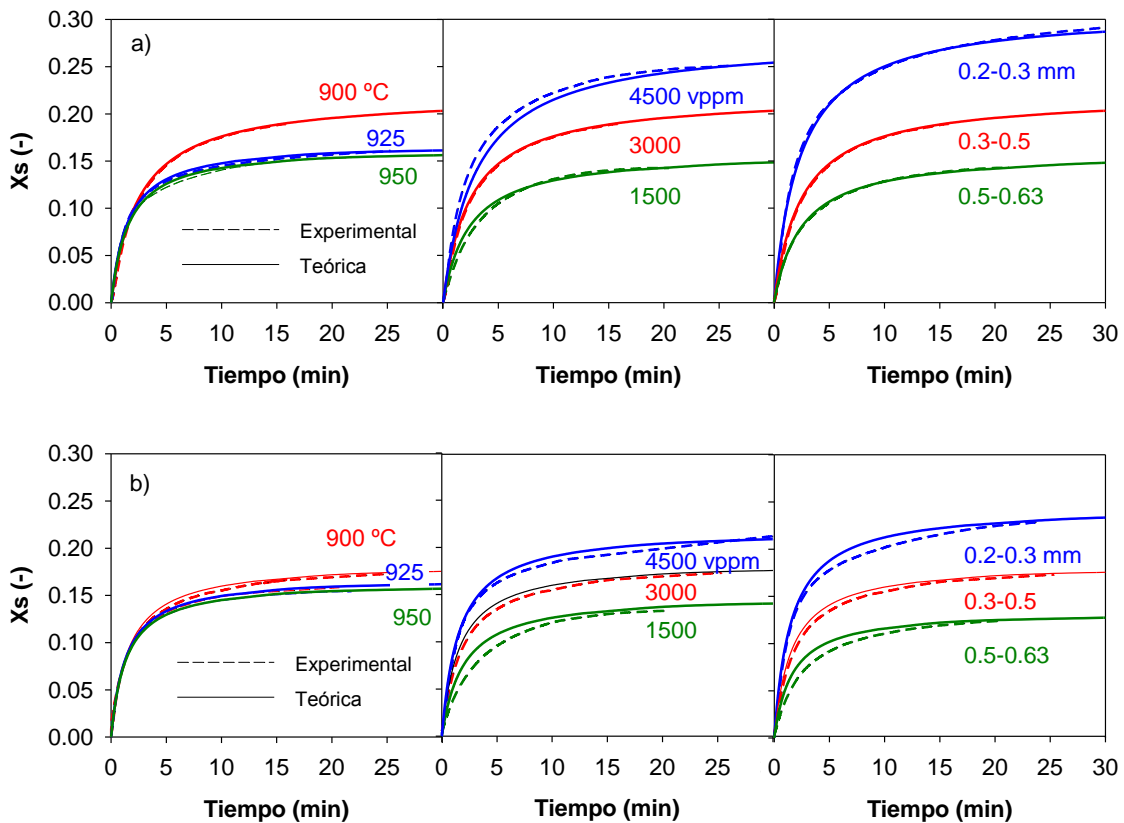 a)
Xs (-)
0.30
0.25
0.20
0.15
0.10
0.05
0.00
900 ºC
925
950
Experimental
Teórica
4500 vppm
3000
1500
0.2-0.3 mm
0.3-0.5
0.5-0.63
0 5 10 15 20 25 0 5 10 15 20 25 0 5 10 15 20 25 30
Tiempo (min) Tiempo (min) Tiempo (min)
b)
Xs (-)
0.30
0.25
0.20
0.15
0.10
0.05
0.00
900 ºC
925
950
Experimental
Teórica
4500 vppm
3000
1500
0.2-0.3 mm
0.3-0.5
0.5-0.63
0 5 10 15 20 25 0 5 10 15 20 25 0 5 10 15 20 25 30
Tiempo (min) Tiempo (min) Tiempo (min)